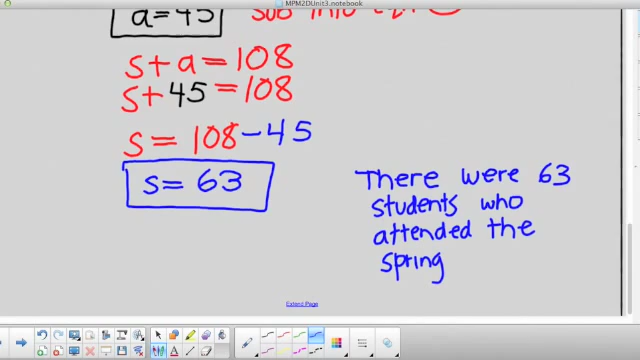 MPM2DUnit3.notebook
a=45
sub into
s+a=108
s+45=108
s=108-45
s=63
There were 63
students who
attended the
spring
Extend Page